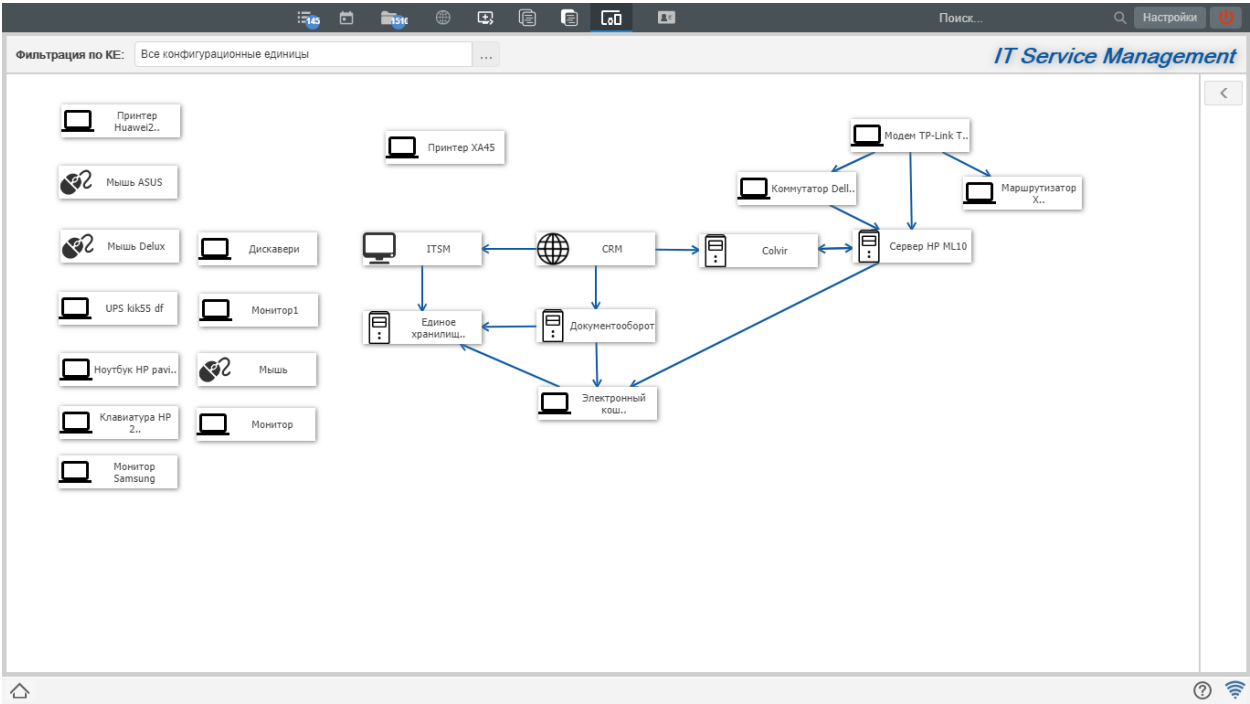 145
1510
Поиск...
Настройки
Фильтрация по КЕ:
Все конфигурационные единицы
...
IT Service Management
Принтер
Huawei2..
Принтер XA45
Модем TP-Link T..
Мышь ASUS
Коммутатор Dell..
Маршрутизатор
X..
Мышь Delux
Дискавери
ITSM
CRM
Colvir
Сервер HP ML10
UPS kik55 df
Монитор1
Единое
хранилищ..
Документооборот
Ноутбук HP pavi..
Мышь
Электронный
кош..
Клавиатура HP
2..
Монитор
Монитор
Samsung